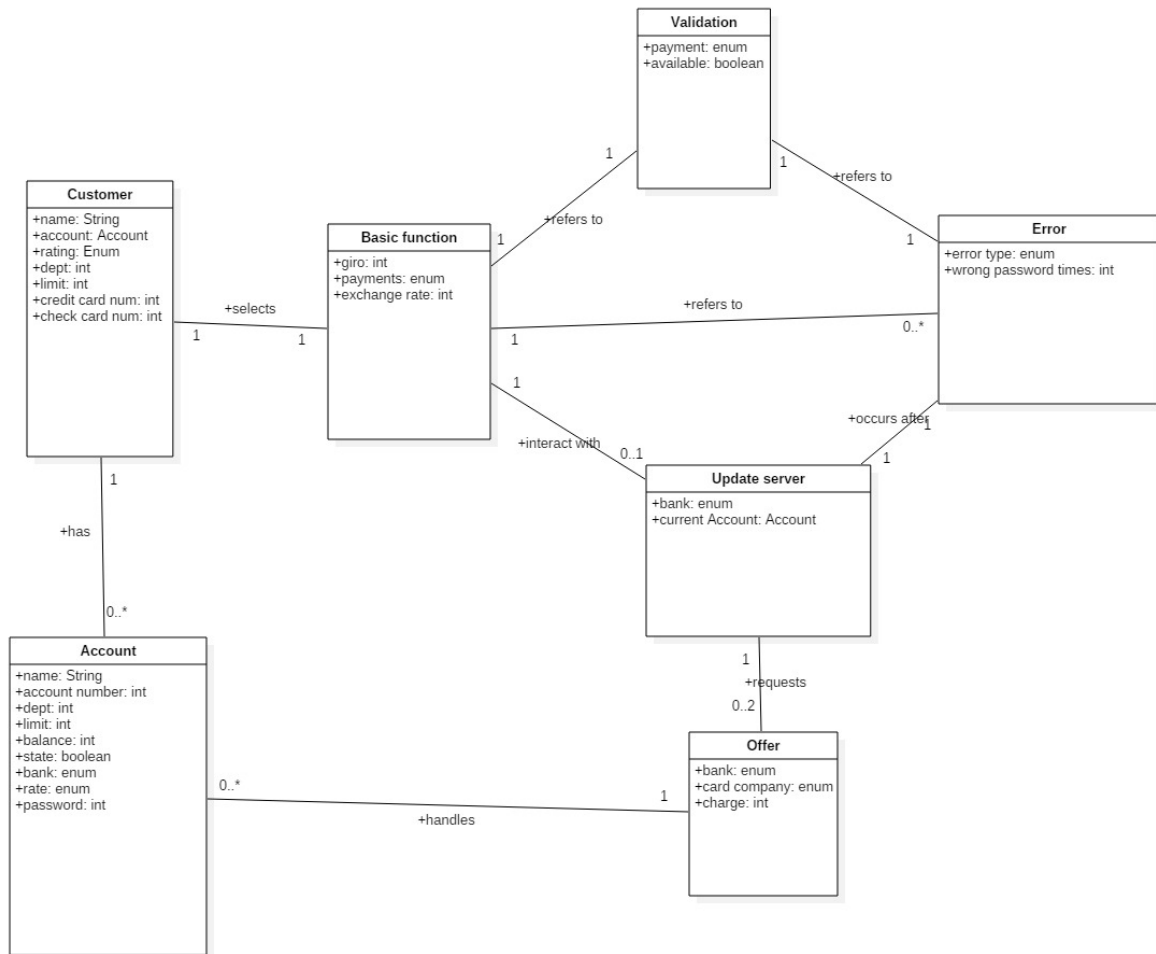 Validation
+payment: enum
+available: boolean
1
1
+refers to
+refers to
1
1
Customer
+name: String
+account: Account
+rating: Enum
+dept: int
+limit: int
+credit card num: int
+check card num: int
+selects
1
1
Basic function
+giro: int
+payments: enum
+exchange rate: int
Error
+error type: enum
+wrong password times: int
+refers to
1
0..*
1
+interact with
0..1
+occurs after
1
1
Update server
+bank: enum
+current Account: Account
1
+has
0..*
1
+requests
0..2
Account
+name: String
+account number: int
+dept: int
+limit: int
+balance: int
+state: boolean
+bank: enum
+rate: enum
+password: int
0..*
+handles
1
Offer
+bank: enum
+card company: enum
+charge: int